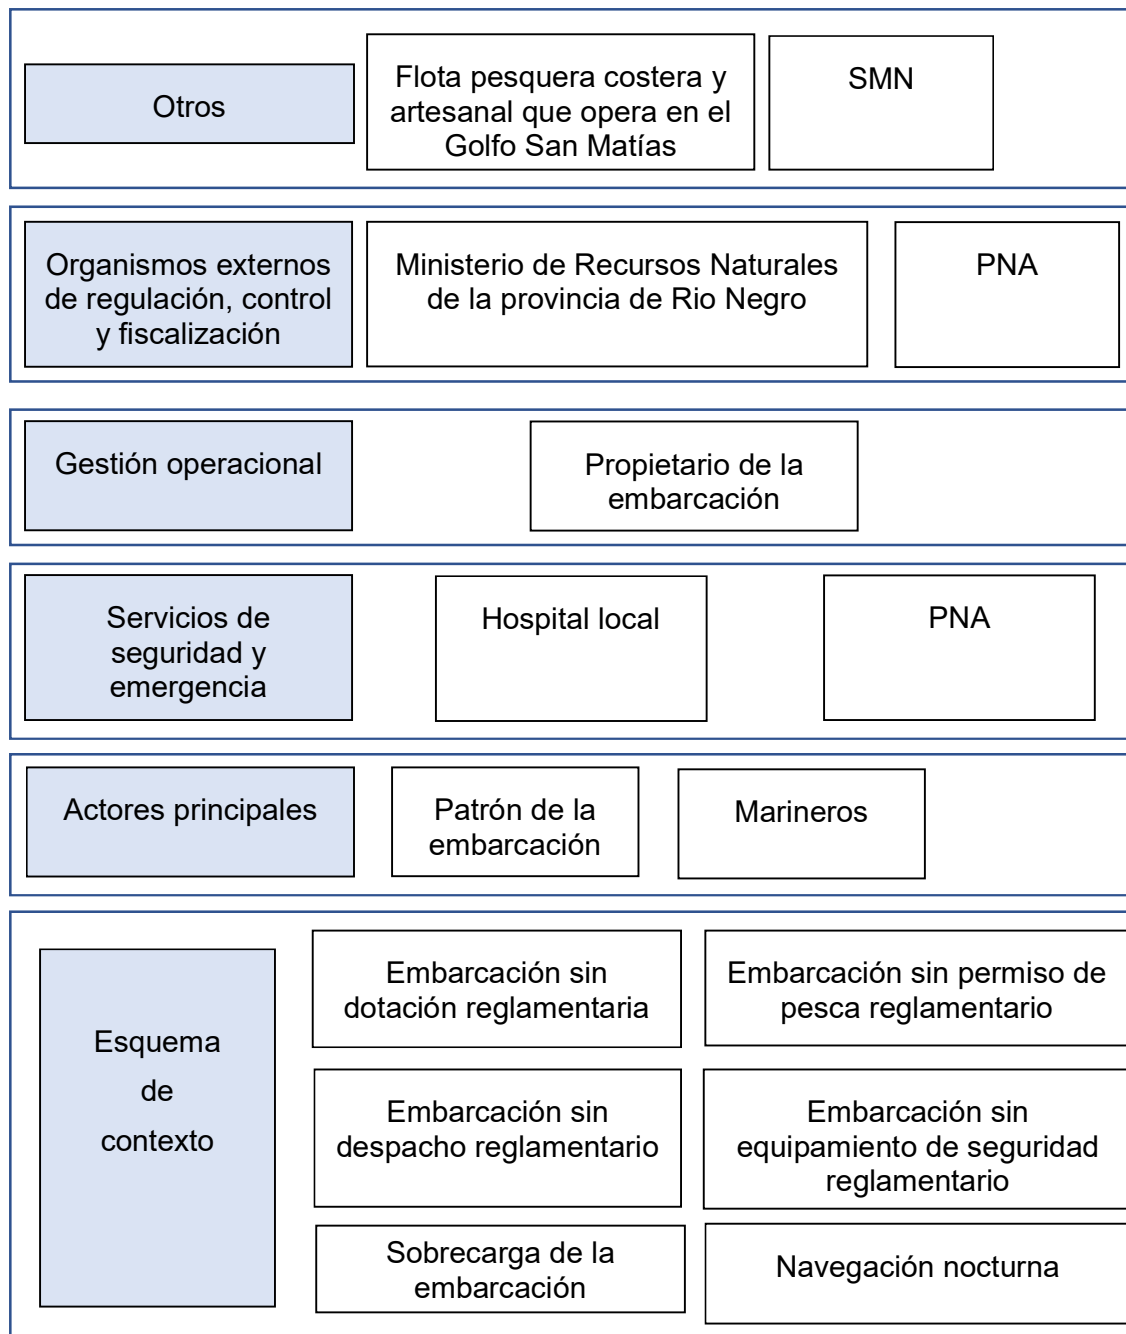 Otros
Flota pesquera costera y
artesanal que opera en el
Golfo San Matías
SMN
Organismos externos
de regulación, control
y fiscalización
Ministerio de Recursos Naturales
de la provincia de Rio Negro
PNA
Gestión operacional
Propietario de la
embarcación
Servicios de
seguridad y
emergencia
Hospital local
PNA
Actores principales
Patrón de la
embarcación
Marineros
Esquema
de
contexto
Embarcación sin
dotación reglamentaria
Embarcación sin permiso de
pesca reglamentario
Embarcación sin
despacho reglamentario
Embarcación sin
equipamiento de seguridad
reglamentario
Sobrecarga de la
embarcación
Navegación nocturna